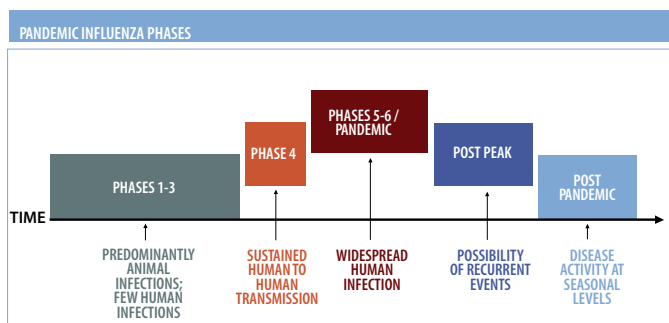 PANDEMIC INFLUENZA PHASES
PHASES 1-3
PHASE 4
PHASES 5-6 /
PANDEMIC
POST PEAK
POST
PANDEMIC
TIME
PREDOMINANTLY
ANIMAL
INFECTIONS;
FEW HUMAN
INFECTIONS
SUSTAINED
HUMAN TO
HUMAN
TRANSMISSION
WIDESPREAD
HUMAN
INFECTION
POSSIBILITY
OF RECURRENT
EVENTS
DISEASE
ACTIVITY AT
SEASONAL
LEVELS